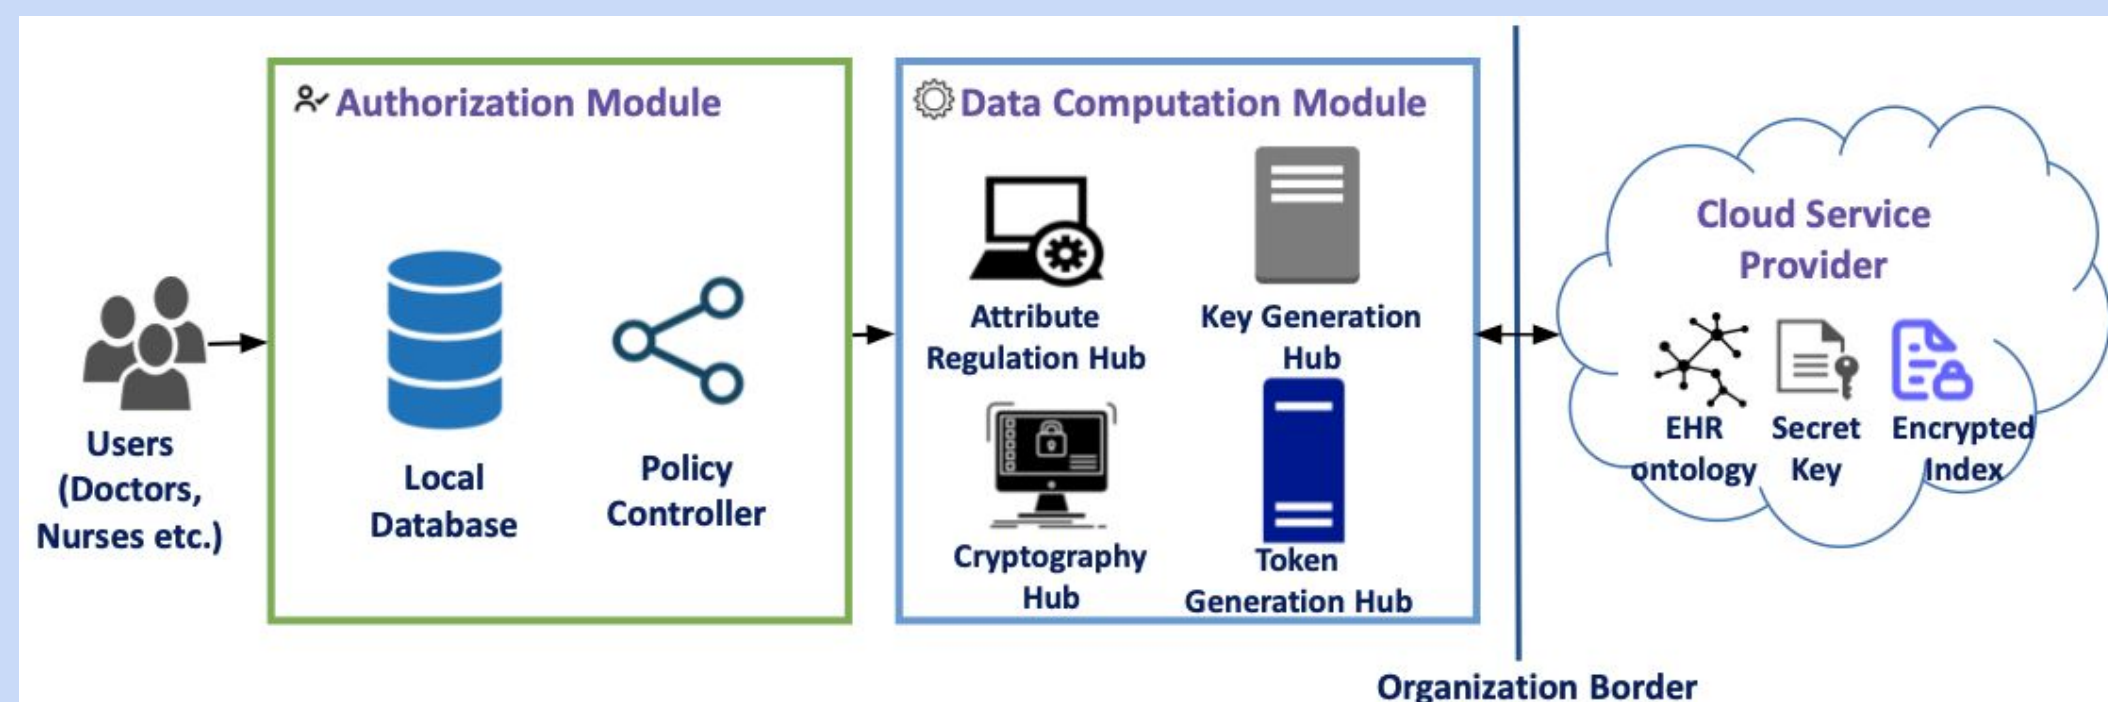 Authorization Module
Data Computation Module
Cloud Service
Provider
Users
(Doctors,
Nurses etc.)
Local
Database
Policy
Controller
Attribute
Regulation Hub
Key Generation
Hub
Cryptography
Hub
Token
Generation Hub
EHR
ontology
Secret
Key
Encrypted
Index
Organization Border